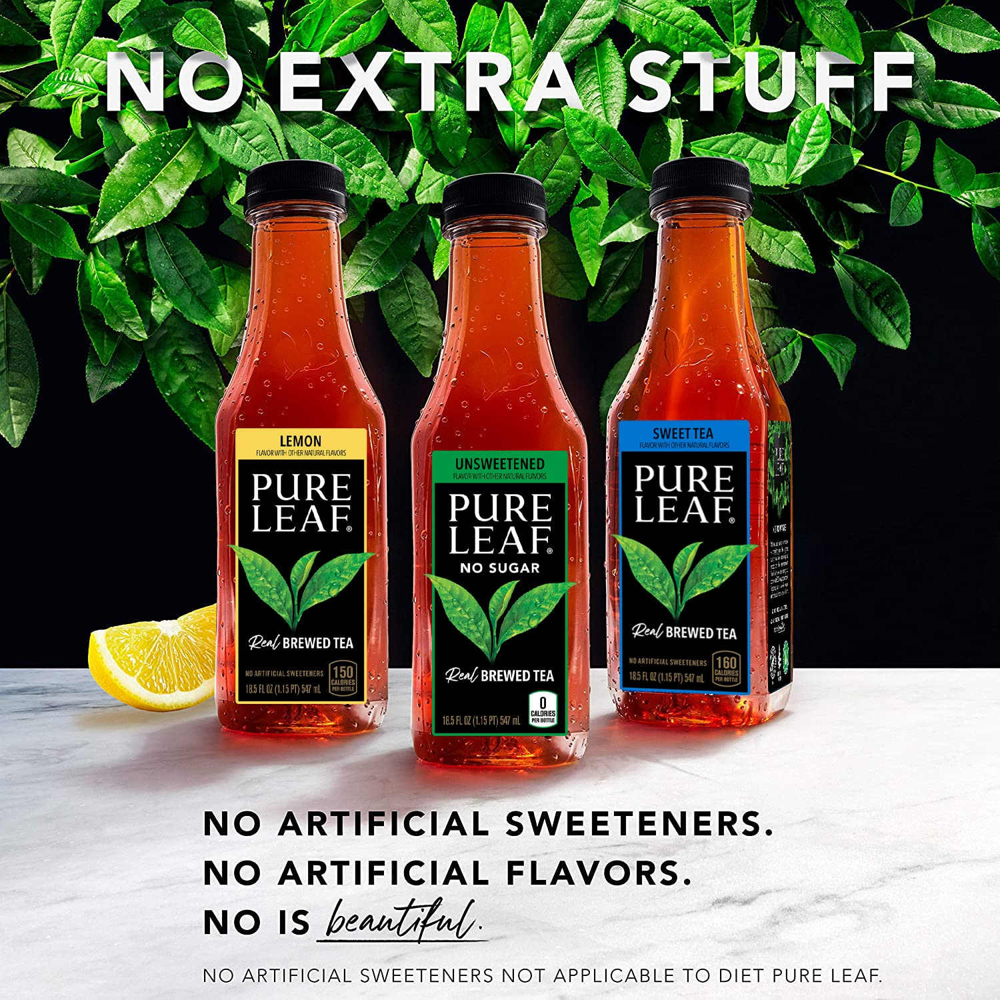 NO EXTRA STUFF
LEMON
FLAVOR WITH OTHER NATURAL FLAVORS
PURE
LEAF®
Real BREWED TEA
NO ARTIFICIAL SWEETENERS
18.5 FL OZ (1.15 PT) 547 mL
150
CALORIES
PER BOTTLE
UNSWEETENED
FLAVOR WITH OTHER NATURAL FLAVORS
PURE
LEAF®
NO SUGAR
Real BREWED TEA
18.5 FL OZ (1.15 PT) 547 mL
0
CALORIES
PER BOTTLE
SWEET TEA
FLAVOR WITH OTHER NATURAL FLAVORS
PURE
LEAF®
Real BREWED TEA
NO ARTIFICIAL SWEETENERS
18.5 FL OZ (1.15 PT) 547 mL
160
CALORIES
PER BOTTLE
NO ARTIFICIAL SWEETENERS.
NO ARTIFICIAL FLAVORS.
NO IS beautiful.
NO ARTIFICIAL SWEETENERS NOT APPLICABLE TO DIET PURE LEAF.